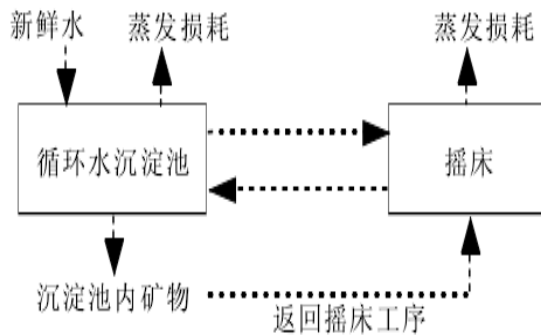 新鲜水
蒸发损耗
蒸发损耗
循环水沉淀池
摇床
沉淀池内矿物
返回摇床工序